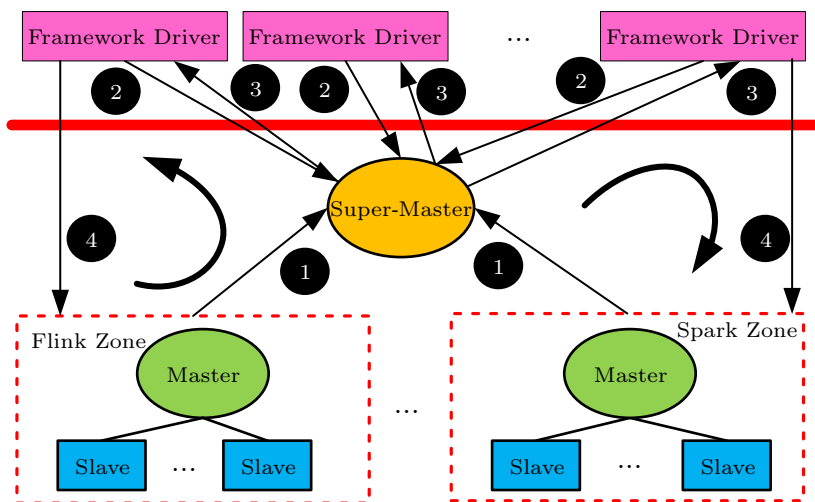 Framework Driver
Framework Driver
...
Framework Driver
2
3
2
3
2
3
Super-Master
4
4
1
1
Flink Zone
Spark Zone
Master
Master
...
Slave
...
Slave
Slave
...
Slave